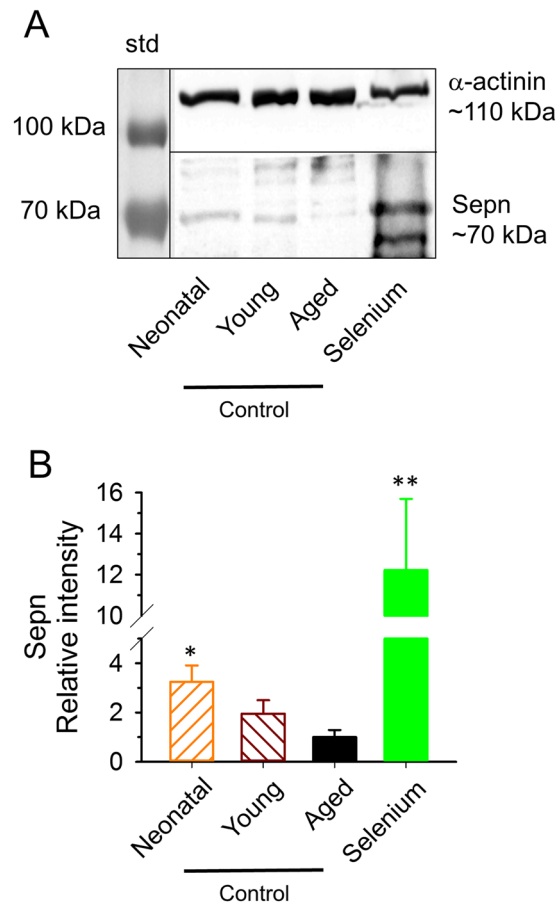 A
std
α-actinin
~110 kDa
100 kDa
70 kDa
Sepn
~70 kDa
Neonatal
Young
Aged
Selenium
Control
B
Sepn
Relative intensity
16
14
12
10
4
2
0
*
**
Neonatal
Young
Aged
Selenium
Control